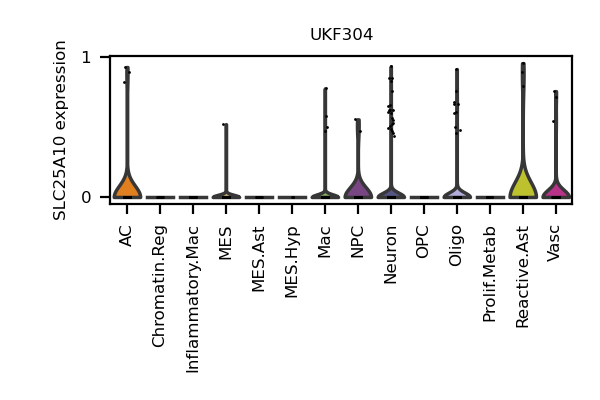 UKF304
SLC25A10 expression
1
0
AC
Chromatin.Reg
Inflammatory.Mac
MES
MES.Ast
MES.Hyp
Mac
NPC
Neuron
OPC
Oligo
Prolif.Metab
Reactive.Ast
Vasc